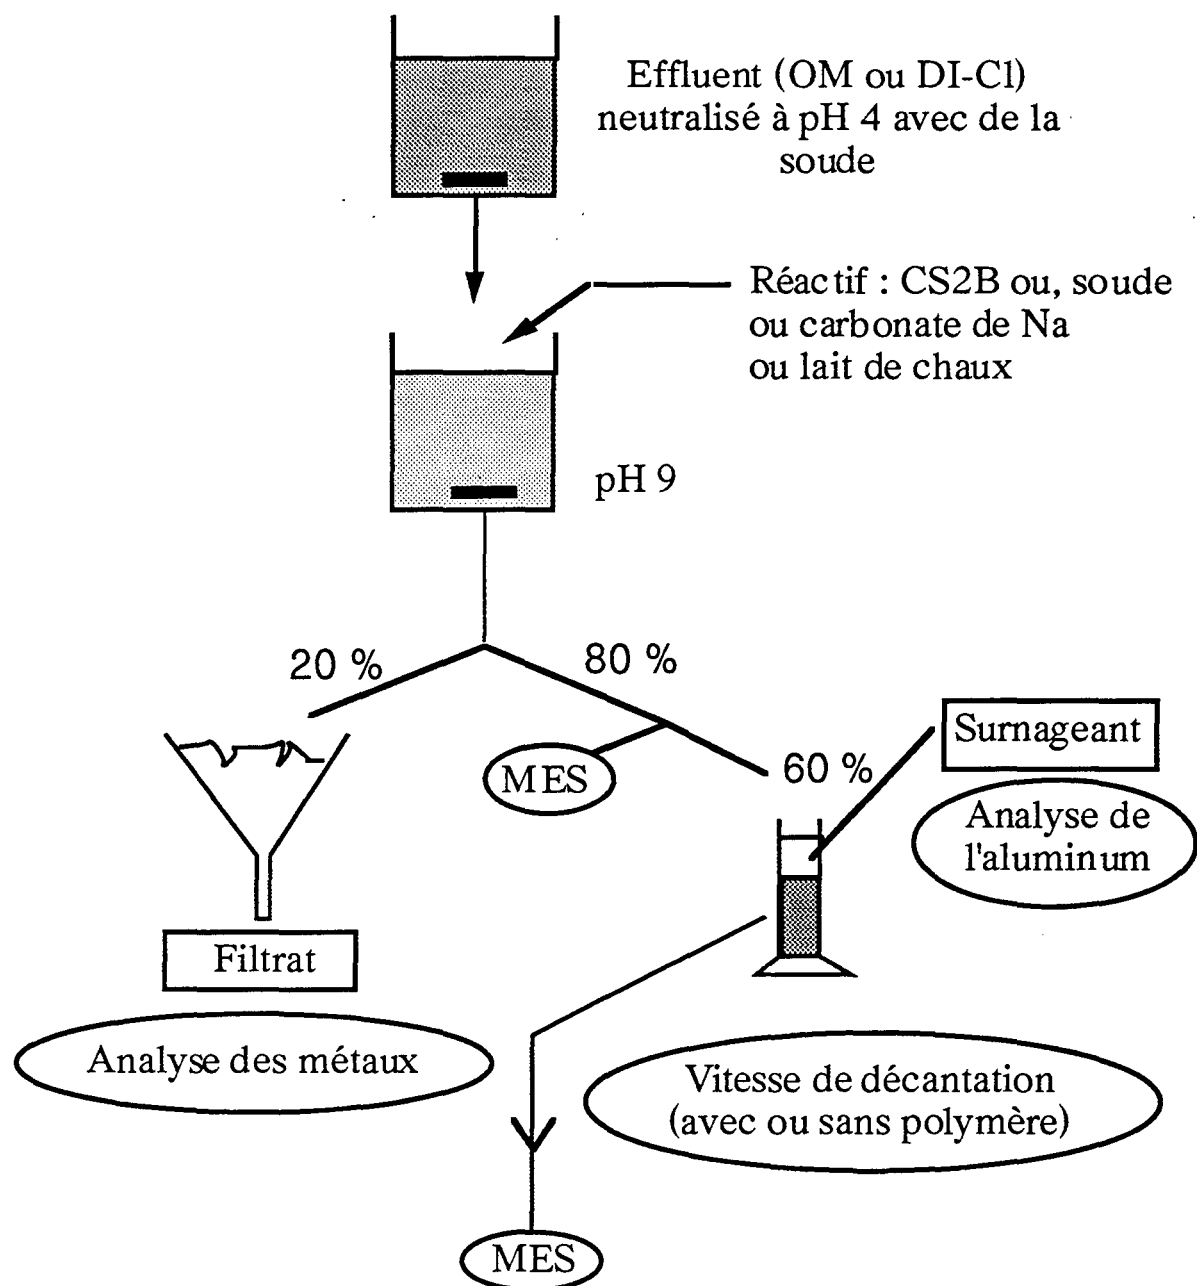 Effluent (OM ou DI-Cl)
neutralisé à pH 4 avec de la
soude
Réactif : CS2B ou, soude
ou carbonate de Na
ou lait de chaux
pH 9
20 %
80 %
MES
60 %
Surnageant
Analyse de
l'aluminum
Filtrat
Analyse des métaux
Vitesse de décantation
(avec ou sans polymère)
MES